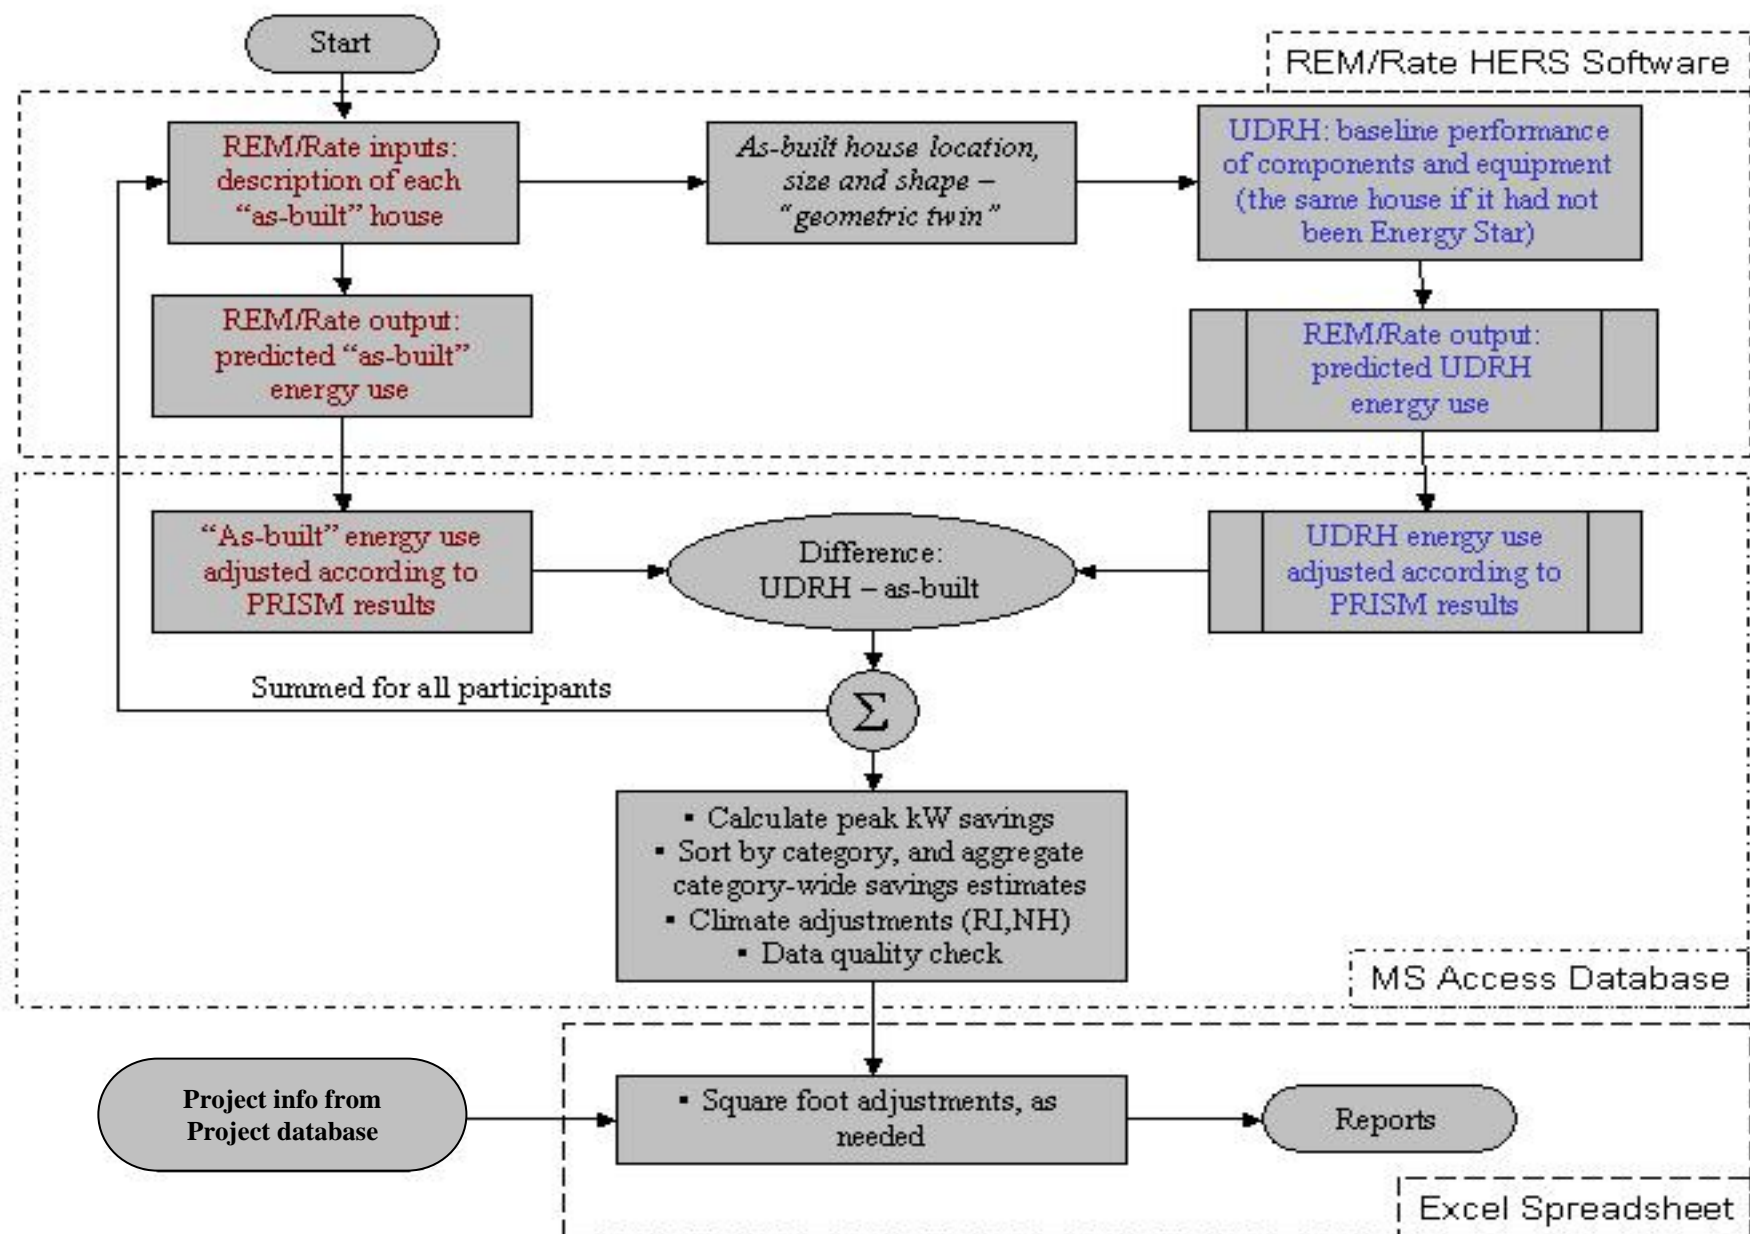 Start
REM/Rate HERS Software
REM/Rate inputs:
description of each
“as-built” house
As-built house location,
size and shape –
“geometric twin”
UDRH: baseline performance
of components and equipment
(the same house if it had not
been Energy Star)
REM/Rate output:
predicted “as-built”
energy use
REM/Rate output:
predicted UDRH
energy use
“As-built” energy use
adjusted according to
PRISM results
Difference:
UDRH – as-built
UDRH energy use
adjusted according to
PRISM results
Summed for all participants
Σ
▪ Calculate peak kW savings
▪ Sort by category, and aggregate
category-wide savings estimates
▪ Climate adjustments (RI,NH)
▪ Data quality check
MS Access Database
Project info from
Project database
▪ Square foot adjustments, as
needed
Reports
Excel Spreadsheet